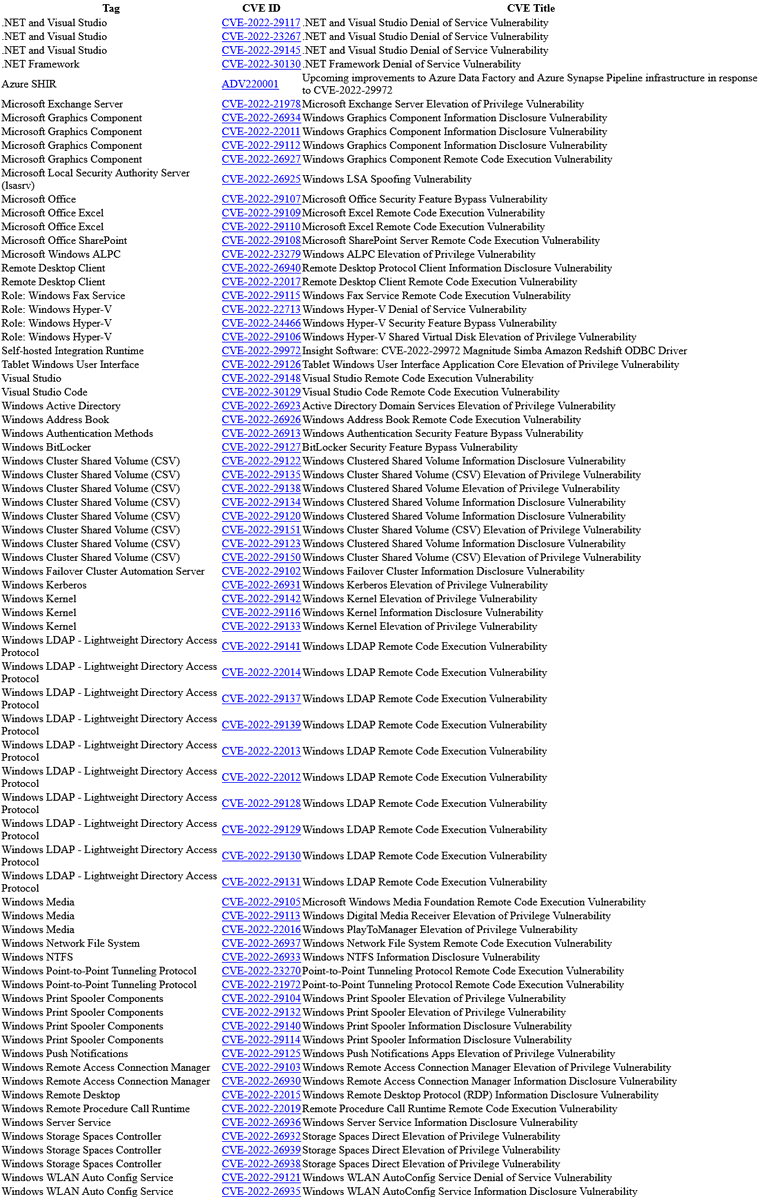 Tag CVE ID CVE Title
.NET and Visual Studio CVE-2022-29117 .NET and Visual Studio Denial of Service Vulnerability
.NET and Visual Studio CVE-2022-23267 .NET and Visual Studio Denial of Service Vulnerability
.NET and Visual Studio CVE-2022-29145 .NET and Visual Studio Denial of Service Vulnerability
.NET Framework CVE-2022-30130 .NET Framework Denial of Service Vulnerability
Azure SHIR ADV220001 Upcoming improvements to Azure Data Factory and Azure Synapse Pipeline infrastructure in response
to CVE-2022-29972
Microsoft Exchange Server CVE-2022-21978 Microsoft Exchange Server Elevation of Privilege Vulnerability
Microsoft Graphics Component CVE-2022-26934 Windows Graphics Component Information Disclosure Vulnerability
Microsoft Graphics Component CVE-2022-22011 Windows Graphics Component Information Disclosure Vulnerability
Microsoft Graphics Component CVE-2022-29112 Windows Graphics Component Information Disclosure Vulnerability
Microsoft Graphics Component CVE-2022-26927 Windows Graphics Component Remote Code Execution Vulnerability
Microsoft Local Security Authority Server
(lsasrv) CVE-2022-26925 Windows LSA Spoofing Vulnerability
Microsoft Office CVE-2022-29107 Microsoft Office Security Feature Bypass Vulnerability
Microsoft Office Excel CVE-2022-29109 Microsoft Excel Remote Code Execution Vulnerability
Microsoft Office Excel CVE-2022-29110 Microsoft Excel Remote Code Execution Vulnerability
Microsoft Office SharePoint CVE-2022-29108 Microsoft SharePoint Server Remote Code Execution Vulnerability
Microsoft Windows ALPC CVE-2022-23279 Windows ALPC Elevation of Privilege Vulnerability
Remote Desktop Client CVE-2022-26940 Remote Desktop Protocol Client Information Disclosure Vulnerability
Remote Desktop Client CVE-2022-22017 Remote Desktop Client Remote Code Execution Vulnerability
Role: Windows Fax Service CVE-2022-29115 Windows Fax Service Remote Code Execution Vulnerability
Role: Windows Hyper-V CVE-2022-22713 Windows Hyper-V Denial of Service Vulnerability
Role: Windows Hyper-V CVE-2022-24466 Windows Hyper-V Security Feature Bypass Vulnerability
Role: Windows Hyper-V CVE-2022-29106 Windows Hyper-V Shared Virtual Disk Elevation of Privilege Vulnerability
Self-hosted Integration Runtime CVE-2022-29972 Insight Software: CVE-2022-29972 Magnitude Simba Amazon Redshift ODBC Driver
Tablet Windows User Interface CVE-2022-29126 Tablet Windows User Interface Application Core Elevation of Privilege Vulnerability
Visual Studio CVE-2022-29148 Visual Studio Remote Code Execution Vulnerability
Visual Studio Code CVE-2022-30129 Visual Studio Code Remote Code Execution Vulnerability
Windows Active Directory CVE-2022-26923 Active Directory Domain Services Elevation of Privilege Vulnerability
Windows Address Book CVE-2022-26926 Windows Address Book Remote Code Execution Vulnerability
Windows Authentication Methods CVE-2022-26913 Windows Authentication Security Feature Bypass Vulnerability
Windows BitLocker CVE-2022-29127 BitLocker Security Feature Bypass Vulnerability
Windows Cluster Shared Volume (CSV) CVE-2022-29122 Windows Clustered Shared Volume Information Disclosure Vulnerability
Windows Cluster Shared Volume (CSV) CVE-2022-29135 Windows Cluster Shared Volume (CSV) Elevation of Privilege Vulnerability
Windows Cluster Shared Volume (CSV) CVE-2022-29138 Windows Clustered Shared Volume Elevation of Privilege Vulnerability
Windows Cluster Shared Volume (CSV) CVE-2022-29134 Windows Clustered Shared Volume Information Disclosure Vulnerability
Windows Cluster Shared Volume (CSV) CVE-2022-29120 Windows Clustered Shared Volume Information Disclosure Vulnerability
Windows Cluster Shared Volume (CSV) CVE-2022-29151 Windows Cluster Shared Volume (CSV) Elevation of Privilege Vulnerability
Windows Cluster Shared Volume (CSV) CVE-2022-29123 Windows Clustered Shared Volume Information Disclosure Vulnerability
Windows Cluster Shared Volume (CSV) CVE-2022-29150 Windows Cluster Shared Volume (CSV) Elevation of Privilege Vulnerability
Windows Failover Cluster Automation Server CVE-2022-29102 Windows Failover Cluster Information Disclosure Vulnerability
Windows Kerberos CVE-2022-26931 Windows Kerberos Elevation of Privilege Vulnerability
Windows Kernel CVE-2022-29142 Windows Kernel Elevation of Privilege Vulnerability
Windows Kernel CVE-2022-29116 Windows Kernel Information Disclosure Vulnerability
Windows Kernel CVE-2022-29133 Windows Kernel Elevation of Privilege Vulnerability
Windows LDAP - Lightweight Directory Access
Protocol CVE-2022-29141 Windows LDAP Remote Code Execution Vulnerability
Windows LDAP - Lightweight Directory Access
Protocol CVE-2022-22014 Windows LDAP Remote Code Execution Vulnerability
Windows LDAP - Lightweight Directory Access
Protocol CVE-2022-29137 Windows LDAP Remote Code Execution Vulnerability
Windows LDAP - Lightweight Directory Access
Protocol CVE-2022-29139 Windows LDAP Remote Code Execution Vulnerability
Windows LDAP - Lightweight Directory Access
Protocol CVE-2022-22013 Windows LDAP Remote Code Execution Vulnerability
Windows LDAP - Lightweight Directory Access
Protocol CVE-2022-22012 Windows LDAP Remote Code Execution Vulnerability
Windows LDAP - Lightweight Directory Access
Protocol CVE-2022-29128 Windows LDAP Remote Code Execution Vulnerability
Windows LDAP - Lightweight Directory Access
Protocol CVE-2022-29129 Windows LDAP Remote Code Execution Vulnerability
Windows LDAP - Lightweight Directory Access
Protocol CVE-2022-29130 Windows LDAP Remote Code Execution Vulnerability
Windows LDAP - Lightweight Directory Access
Protocol CVE-2022-29131 Windows LDAP Remote Code Execution Vulnerability
Windows Media CVE-2022-29105 Microsoft Windows Media Foundation Remote Code Execution Vulnerability
Windows Media CVE-2022-29113 Windows Digital Media Receiver Elevation of Privilege Vulnerability
Windows Media CVE-2022-22016 Windows PlayToManager Elevation of Privilege Vulnerability
Windows Network File System CVE-2022-26937 Windows Network File System Remote Code Execution Vulnerability
Windows NTFS CVE-2022-26933 Windows NTFS Information Disclosure Vulnerability
Windows Point-to-Point Tunneling Protocol CVE-2022-23270 Point-to-Point Tunneling Protocol Remote Code Execution Vulnerability
Windows Point-to-Point Tunneling Protocol CVE-2022-21972 Point-to-Point Tunneling Protocol Remote Code Execution Vulnerability
Windows Print Spooler Components CVE-2022-29104 Windows Print Spooler Elevation of Privilege Vulnerability
Windows Print Spooler Components CVE-2022-29132 Windows Print Spooler Elevation of Privilege Vulnerability
Windows Print Spooler Components CVE-2022-29140 Windows Print Spooler Information Disclosure Vulnerability
Windows Print Spooler Components CVE-2022-29114 Windows Print Spooler Information Disclosure Vulnerability
Windows Push Notifications CVE-2022-29125 Windows Push Notifications Apps Elevation of Privilege Vulnerability
Windows Remote Access Connection Manager CVE-2022-29103 Windows Remote Access Connection Manager Elevation of Privilege Vulnerability
Windows Remote Access Connection Manager CVE-2022-26930 Windows Remote Access Connection Manager Information Disclosure Vulnerability
Windows Remote Desktop CVE-2022-22015 Windows Remote Desktop Protocol (RDP) Information Disclosure Vulnerability
Windows Remote Procedure Call Runtime CVE-2022-22019 Remote Procedure Call Runtime Remote Code Execution Vulnerability
Windows Server Service CVE-2022-26936 Windows Server Service Information Disclosure Vulnerability
Windows Storage Spaces Controller CVE-2022-26932 Storage Spaces Direct Elevation of Privilege Vulnerability
Windows Storage Spaces Controller CVE-2022-26939 Storage Spaces Direct Elevation of Privilege Vulnerability
Windows Storage Spaces Controller CVE-2022-26938 Storage Spaces Direct Elevation of Privilege Vulnerability
Windows WLAN Auto Config Service CVE-2022-29121 Windows WLAN AutoConfig Service Denial of Service Vulnerability
Windows WLAN Auto Config Service CVE-2022-26935 Windows WLAN AutoConfig Service Information Disclosure Vulnerability